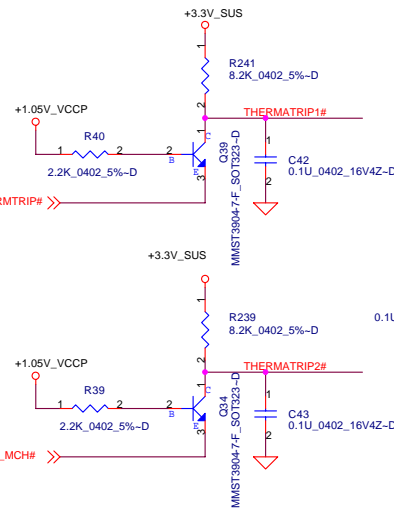 +3.3V_SUS
1
R241
8.2K_0402_5%~D
2
+1.05V_VCCP
THERMATRIP1#
R40
1 2
2.2K_0402_5%~D
2
B
1
C
E
3
Q39
MMST3904-7-F_SOT323~D
1
C42
0.1U_0402_16V4Z~D
2
RMTRIP#
+3.3V_SUS
1
R239
8.2K_0402_5%~D
0.1U
2
+1.05V_VCCP
THERMATRIP2#
R39
1 2
2.2K_0402_5%~D
2
B
1
C
E
3
Q34
MMST3904-7-F_SOT323~D
1
C43
0.1U_0402_16V4Z~D
2
_MCH#